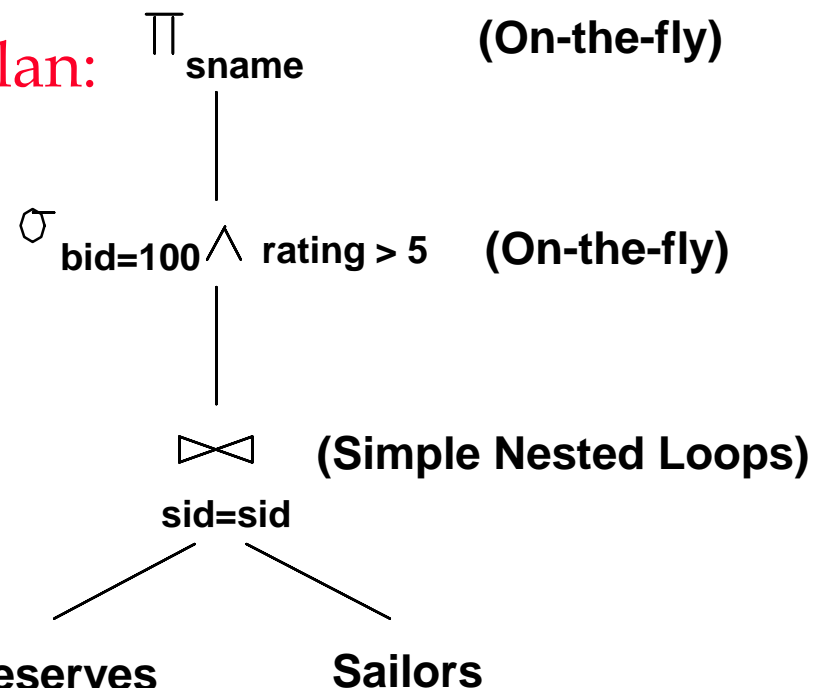 ∏ sname (On-the-fly)
lan:
σ bid=100 ∧ rating > 5 (On-the-fly)
⋈ (Simple Nested Loops)
sid=sid
eserves Sailors